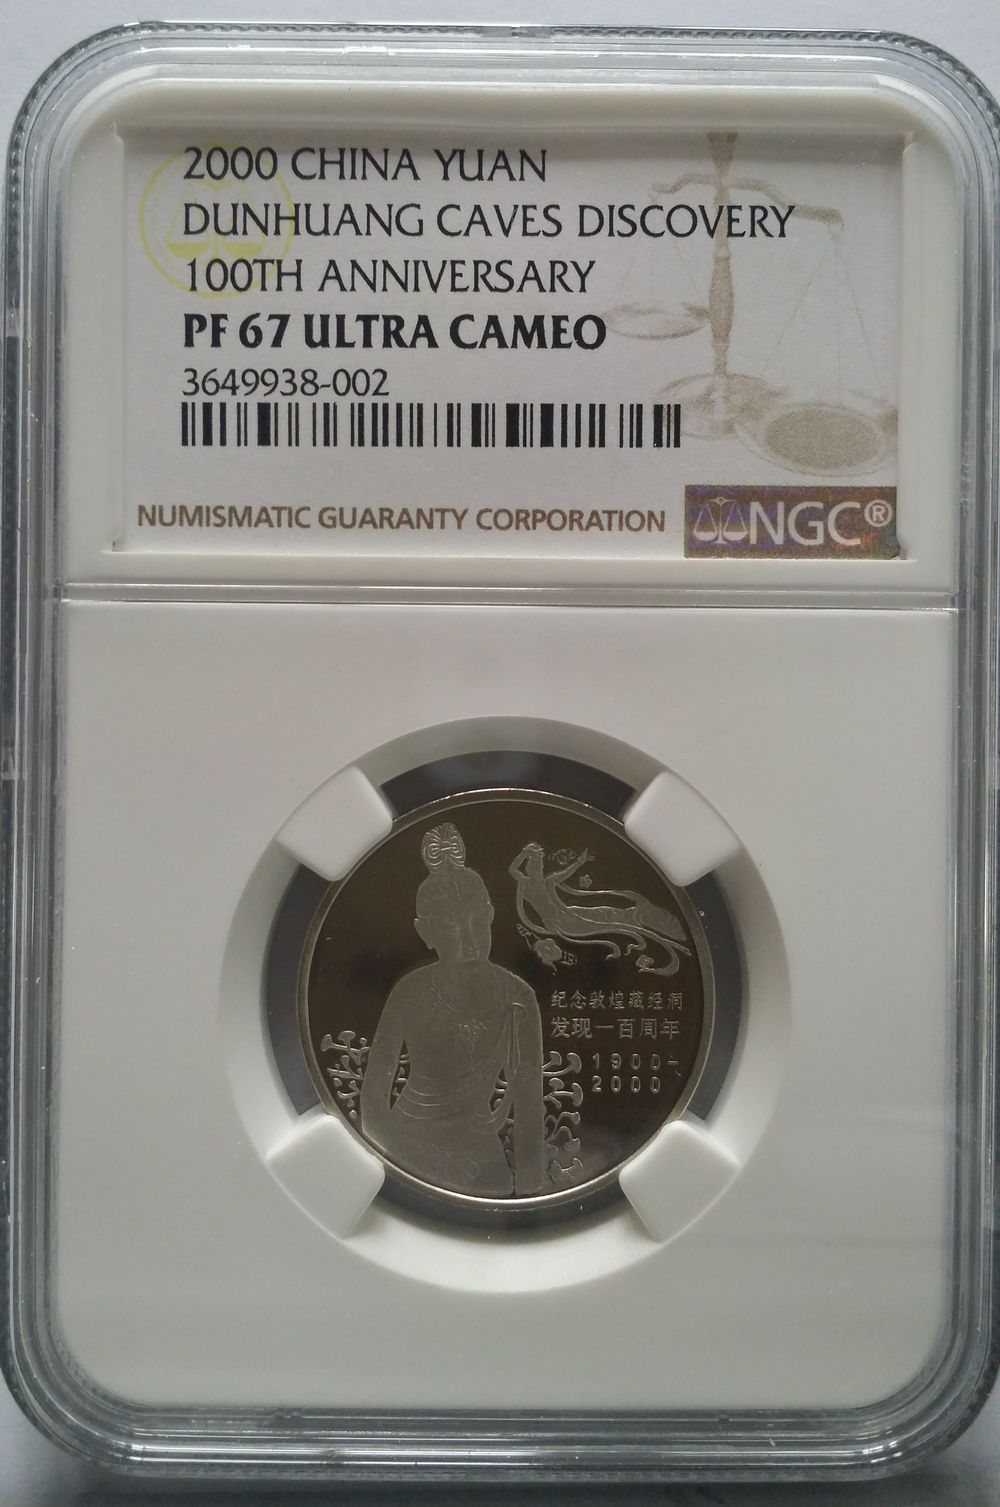 2000 CHINA YUAN
DUNHUANG CAVES DISCOVERY
100TH ANNIVERSARY
PF 67 ULTRA CAMEO
3649938-002
NUMISMATIC GUARANTY CORPORATION
NGC®
纪念敦煌藏经洞
发现一百周年
1900-
2000